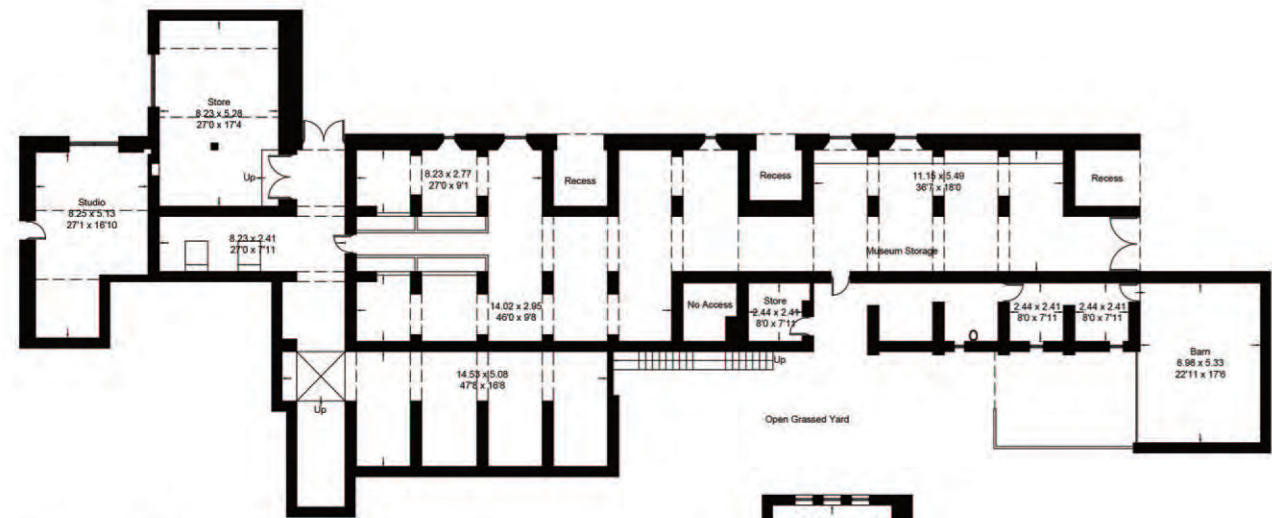 Store
8.23 x 5.28
27'0 x 17'4
Up
Studio
8.25 x 5.13
27'1 x 16'10
8.23 x 2.41
27'0 x 7'11
8.23 x 2.77
27'0 x 9'1
Recess
Recess
11.15 x 5.49
36'7 x 18'0
Recess
Museum Storage
14.02 x 2.95
46'0 x 9'8
No Access
Store
2.44 x 2.41
8'0 x 7'11
2.44 x 2.41
8'0 x 7'11
2.44 x 2.41
8'0 x 7'11
Barn
6.98 x 5.33
22'11 x 17'6
14.53 x 5.08
47'8 x 16'8
Up
Up
Open Grassed Yard